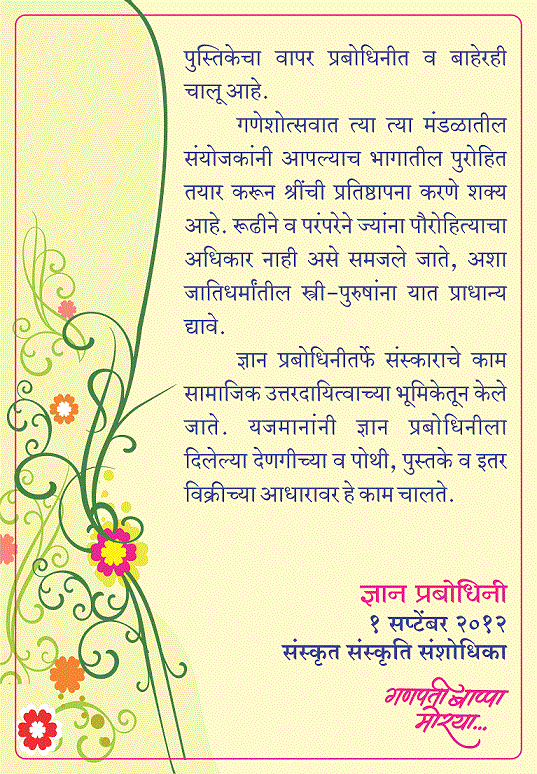 पुस्तिकेचा वापर प्रबोधिनीत व बाहेरही
चालू आहे.
गणेशोत्सवात त्या त्या मंडळातील
संयोजकांनी आपल्याच भागातील पुरोहित
तयार करून श्रींची प्रतिष्ठापना करणे शक्य
आहे. रूढीने व परंपरेने ज्यांना पौरोहित्याचा
अधिकार नाही असे समजले जाते, अशा
जातिधर्मांतील स्त्री-पुरुषांना यात प्राधान्य
द्यावे.
ज्ञान प्रबोधिनीतर्फे संस्काराचे काम
सामाजिक उत्तरदायित्वाच्या भूमिकेतून केले
जाते. यजमानांनी ज्ञान प्रबोधिनीला
दिलेल्या देणगीच्या व पोथी, पुस्तके व इतर
विक्रीच्या आधारावर हे काम चालते.
ज्ञान प्रबोधिनी
१ सप्टेंबर २०१२
संस्कृत संस्कृति संशोधिका
गणपती बाप्पा
मोरया...